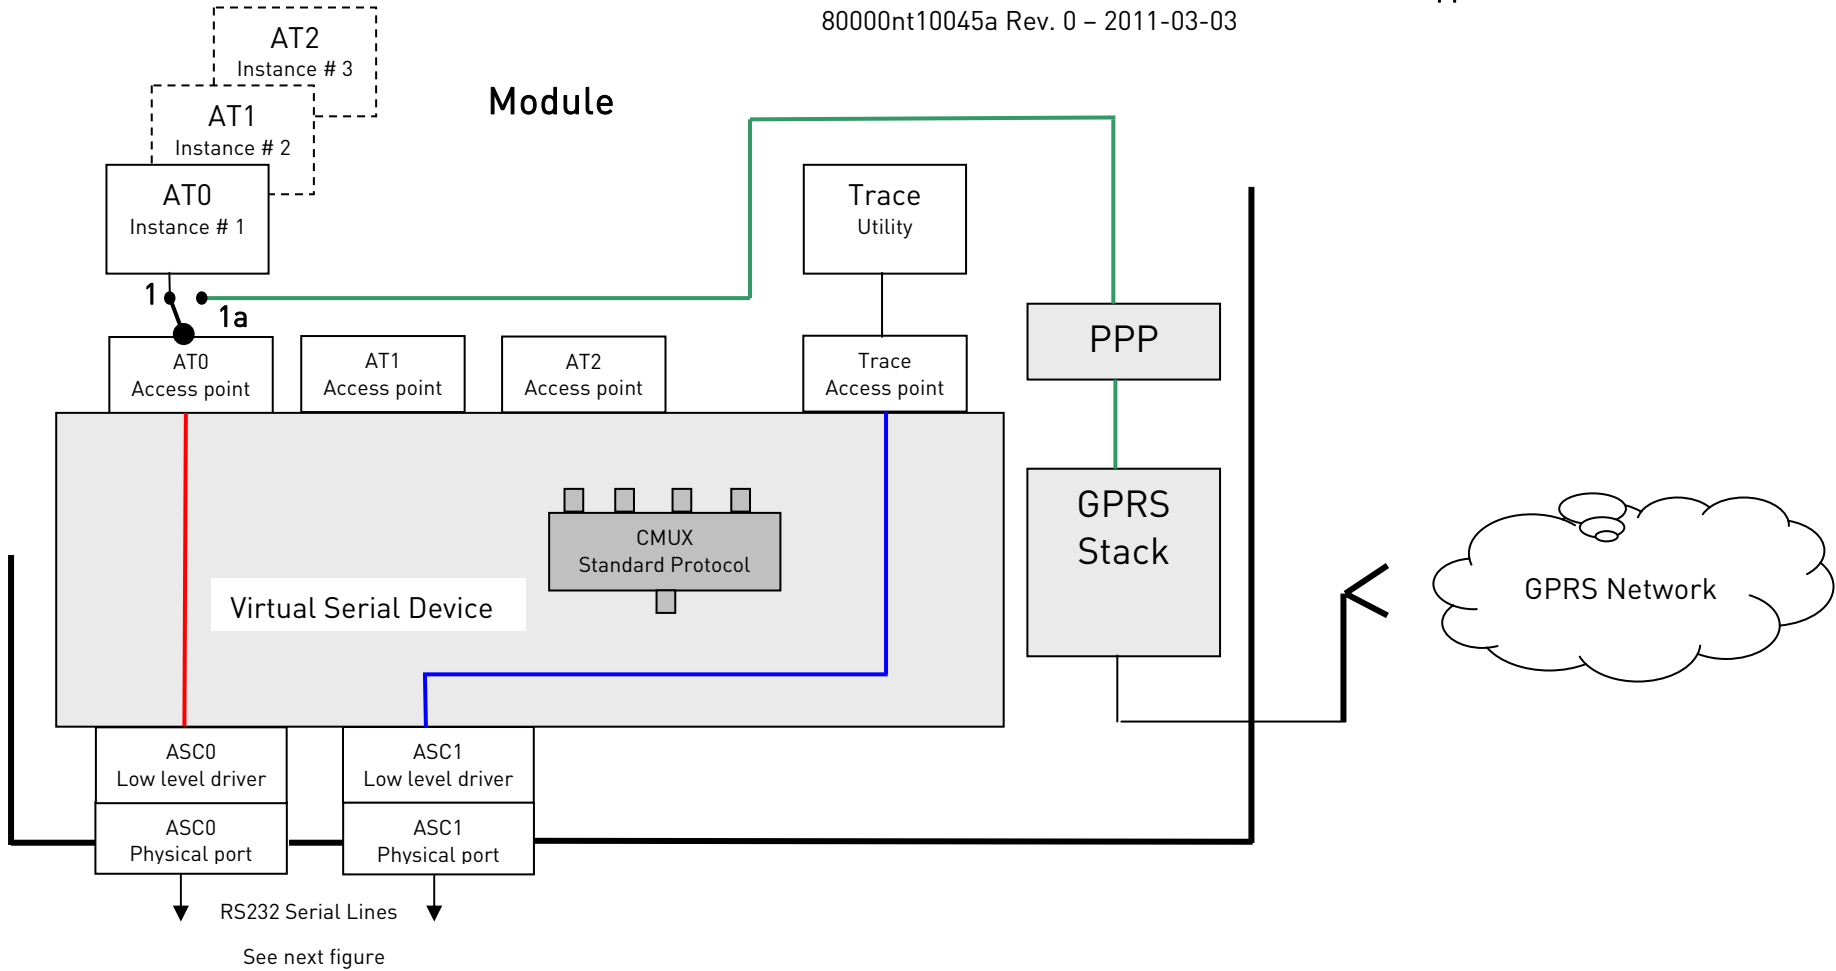 80000nt10045a Rev. 0 – 2011-03-03
AT2
Instance # 3
Module
AT1
Instance # 2
AT0
Instance # 1
Trace
Utility
1
1a
PPP
AT0
Access point
AT1
Access point
AT2
Access point
Trace
Access point
GPRS
Stack
CMUX
Standard Protocol
Virtual Serial Device
GPRS Network
ASC0
Low level driver
ASC1
Low level driver
ASC0
Physical port
ASC1
Physical port
RS232 Serial Lines
See next figure